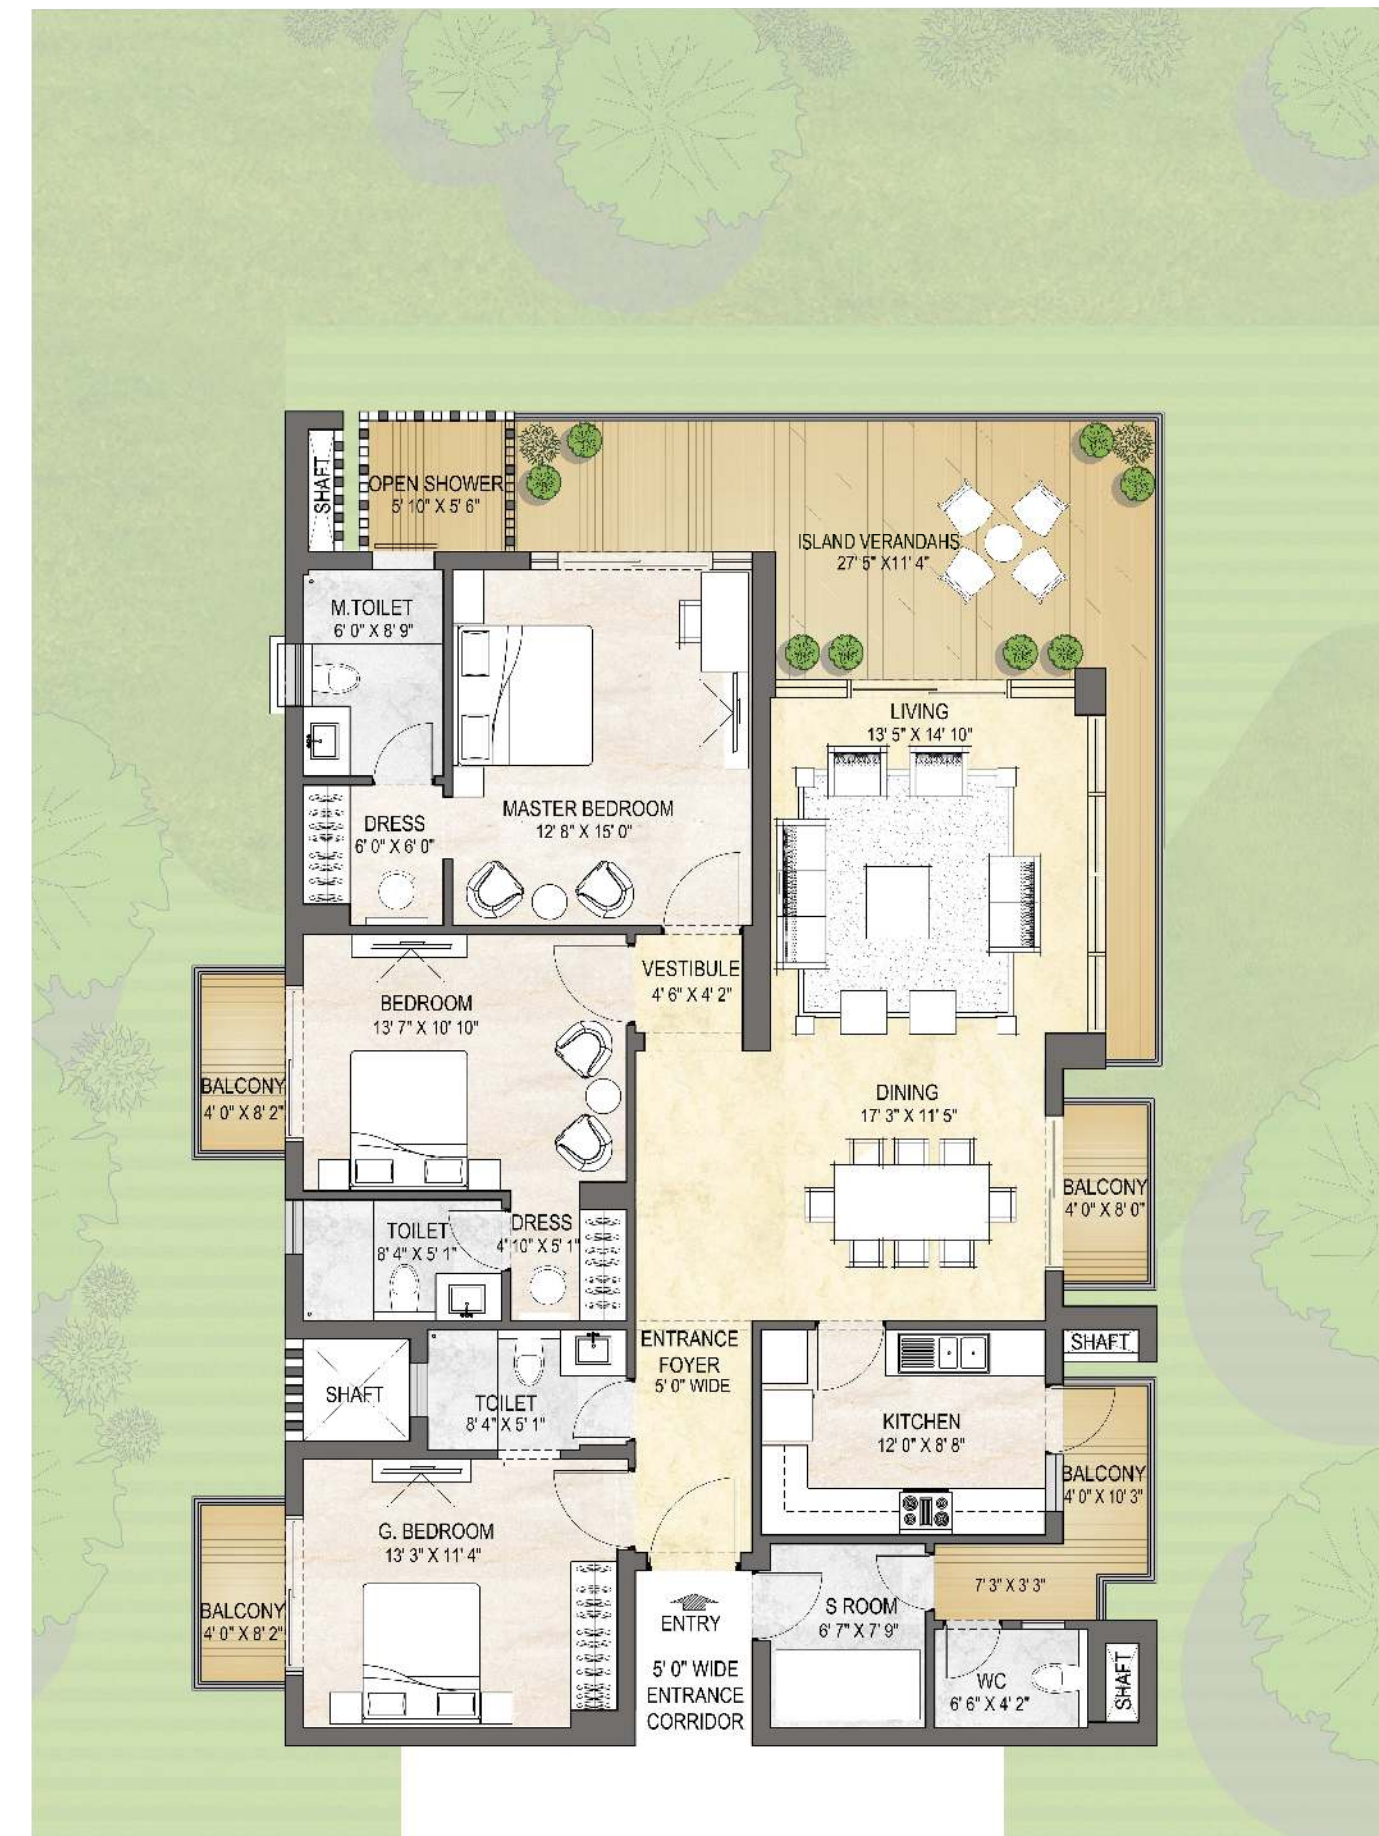 SHAFT
OPEN SHOWER
5' 10" X 5' 6"
ISLAND VERANDAHS
27' 5" X11' 4"
M.TOILET
6' 0" X 8' 9"
LIVING
13' 5" X 14' 10"
MASTER BEDROOM
12' 8" X 15' 0"
DRESS
6' 0" X 6' 0"
VESTIBULE
4' 6" X 4' 2"
BEDROOM
13' 7" X 10' 10"
BALCONY
4' 0" X 8' 2"
DINING
17' 3" X 11' 5"
BALCONY
4' 0" X 8' 0"
TOILET
8' 4" X 5' 1"
DRESS
4' 10" X 5' 1"
ENTRANCE
FOYER
5' 0" WIDE
SHAFT
SHAFT
TOILET
8' 4" X 5' 1"
KITCHEN
12' 0" X 8' 8"
BALCONY
4' 0" X 10' 3"
G. BEDROOM
13' 3" X 11' 4"
BALCONY
4' 0" X 8' 2"
7' 3" X 3' 3"
S ROOM
6' 7" X 7' 9"
ENTRY
5' 0" WIDE
ENTRANCE
CORRIDOR
WC
6' 6" X 4' 2"
SHAFT